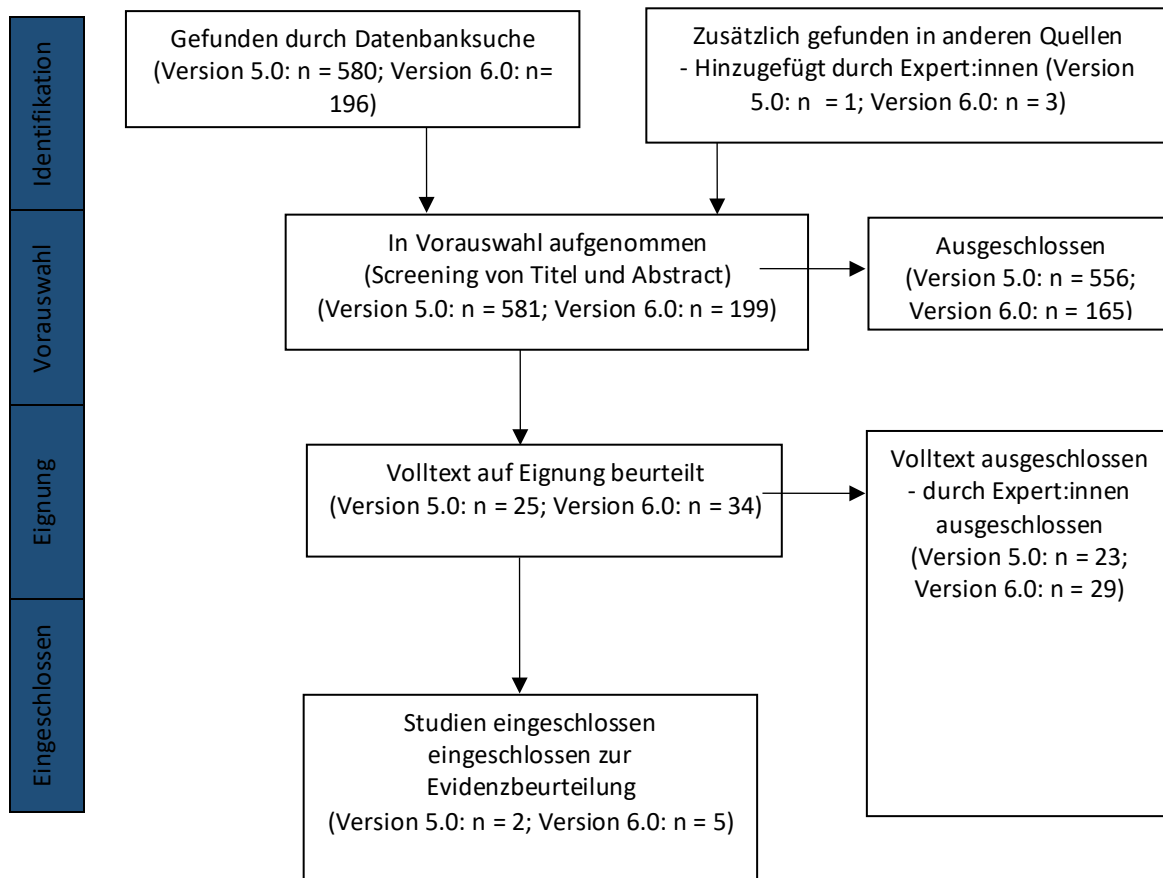 Identifikation
Gefunden durch Datenbanksuche
(Version 5.0: n = 580; Version 6.0: n=
196)
Zusätzlich gefunden in anderen Quellen
- Hinzugefügt durch Expert:innen (Version
5.0: n = 1; Version 6.0: n = 3)
Vorauswahl
In Vorauswahl aufgenommen
(Screening von Titel und Abstract)
(Version 5.0: n = 581; Version 6.0: n = 199)
Ausgeschlossen
(Version 5.0: n = 556;
Version 6.0: n = 165)
Eignung
Volltext auf Eignung beurteilt
(Version 5.0: n = 25; Version 6.0: n = 34)
Volltext ausgeschlossen
- durch Expert:innen
ausgeschlossen
(Version 5.0: n = 23;
Version 6.0: n = 29)
Eingeschlossen
Studien eingeschlossen
eingeschlossen zur
Evidenzbeurteilung
(Version 5.0: n = 2; Version 6.0: n = 5)